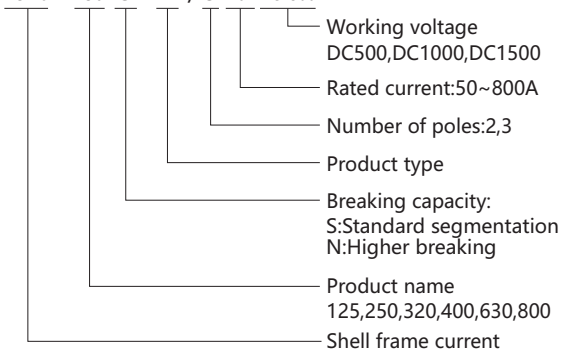 Working voltage
DC500,DC1000,DC1500
Rated current:50~800A
Number of poles:2,3
Product type
Breaking capacity:
S:Standard segmentation
N:Higher breaking
Product name
125,250,320,400,630,800
Shell frame current